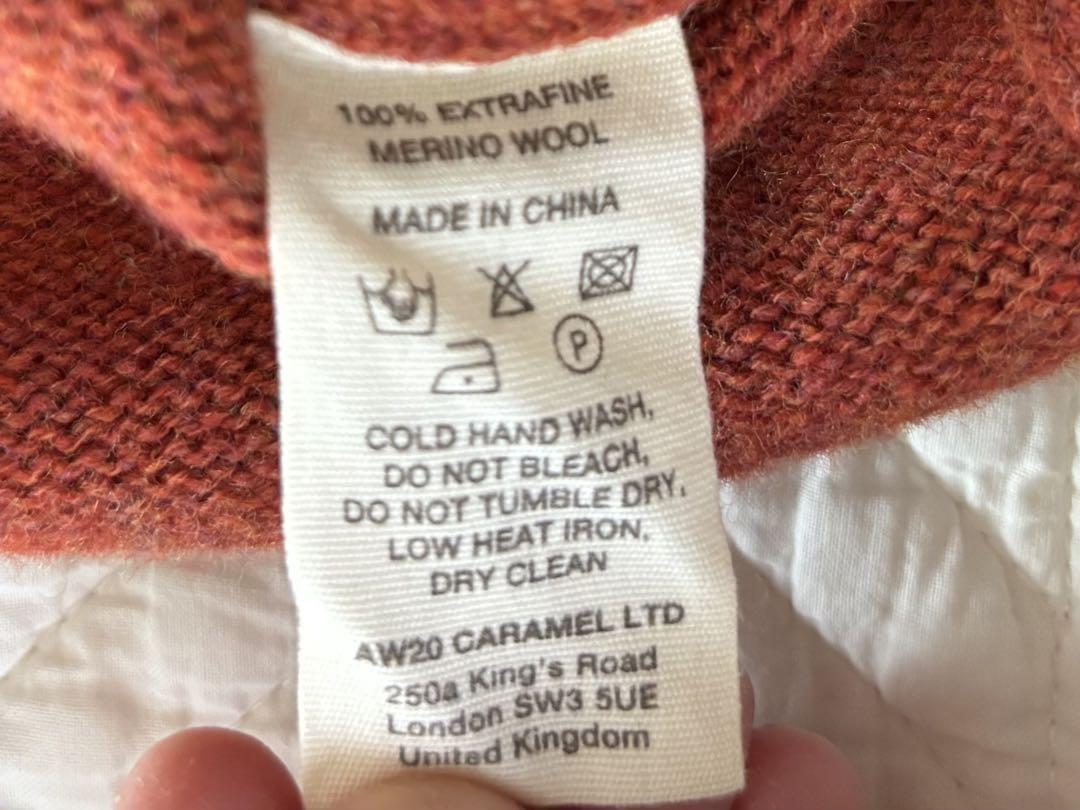 100% EXTRAFINE
MERINO WOOL
MADE IN CHINA
P
COLD HAND WASH,
DO NOT BLEACH,
DO NOT TUMBLE DRY,
LOW HEAT IRON,
DRY CLEAN
AW20 CARAMEL LTD
250a King's Road
London SW3 5UE
United Kingdom